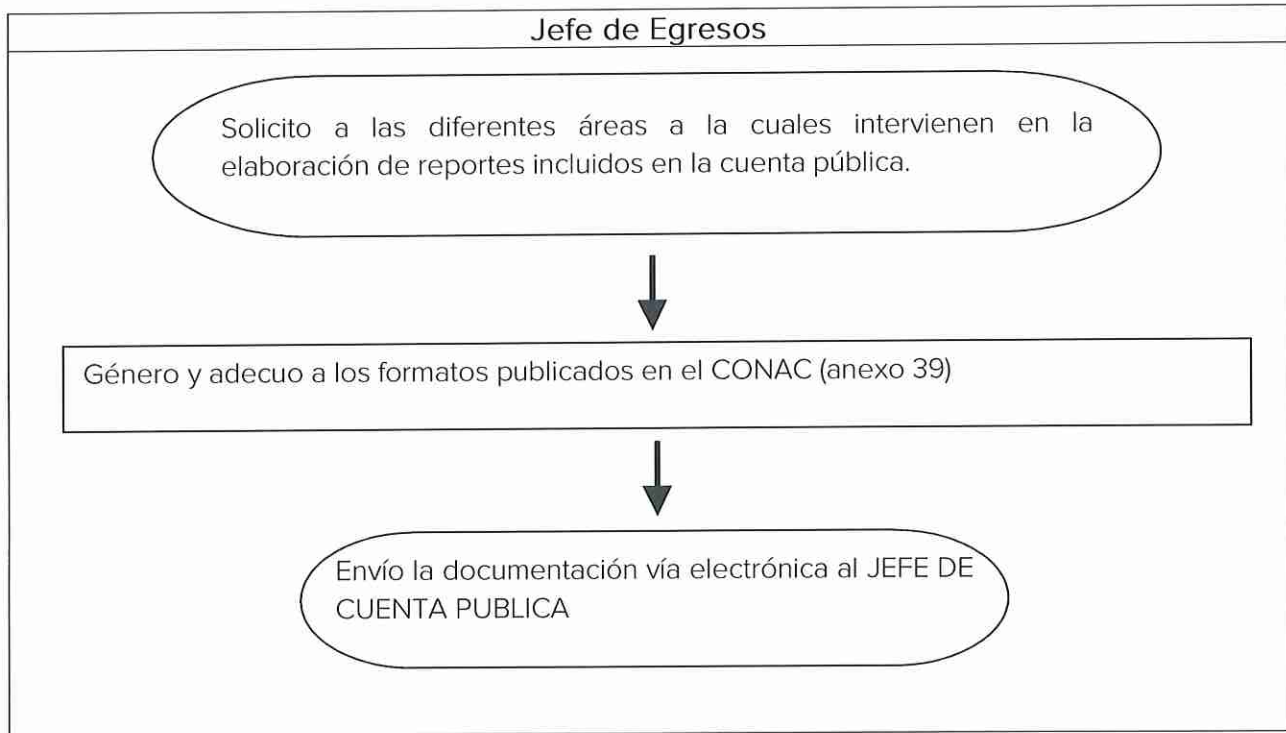 Jefe de Egresos
Solicito a las diferentes áreas a la cuales intervienen en la
elaboración de reportes incluidos en la cuenta pública.
Género y adecuo a los formatos publicados en el CONAC (anexo 39)
Envío la documentación vía electrónica al JEFE DE
CUENTA PUBLICA